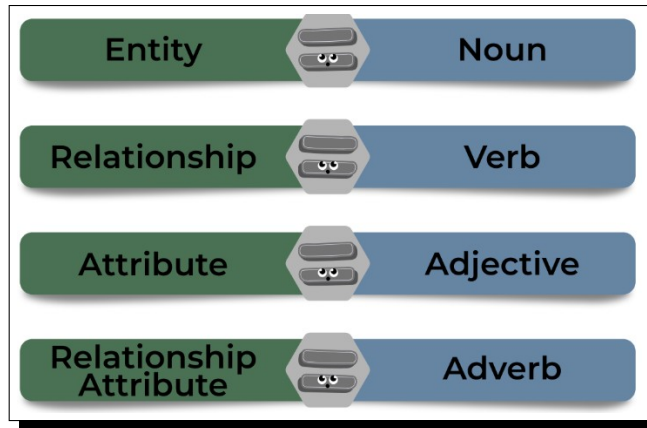 Entity Noun
Relationship Verb
Attribute Adjective
Relationship
Attribute Adverb